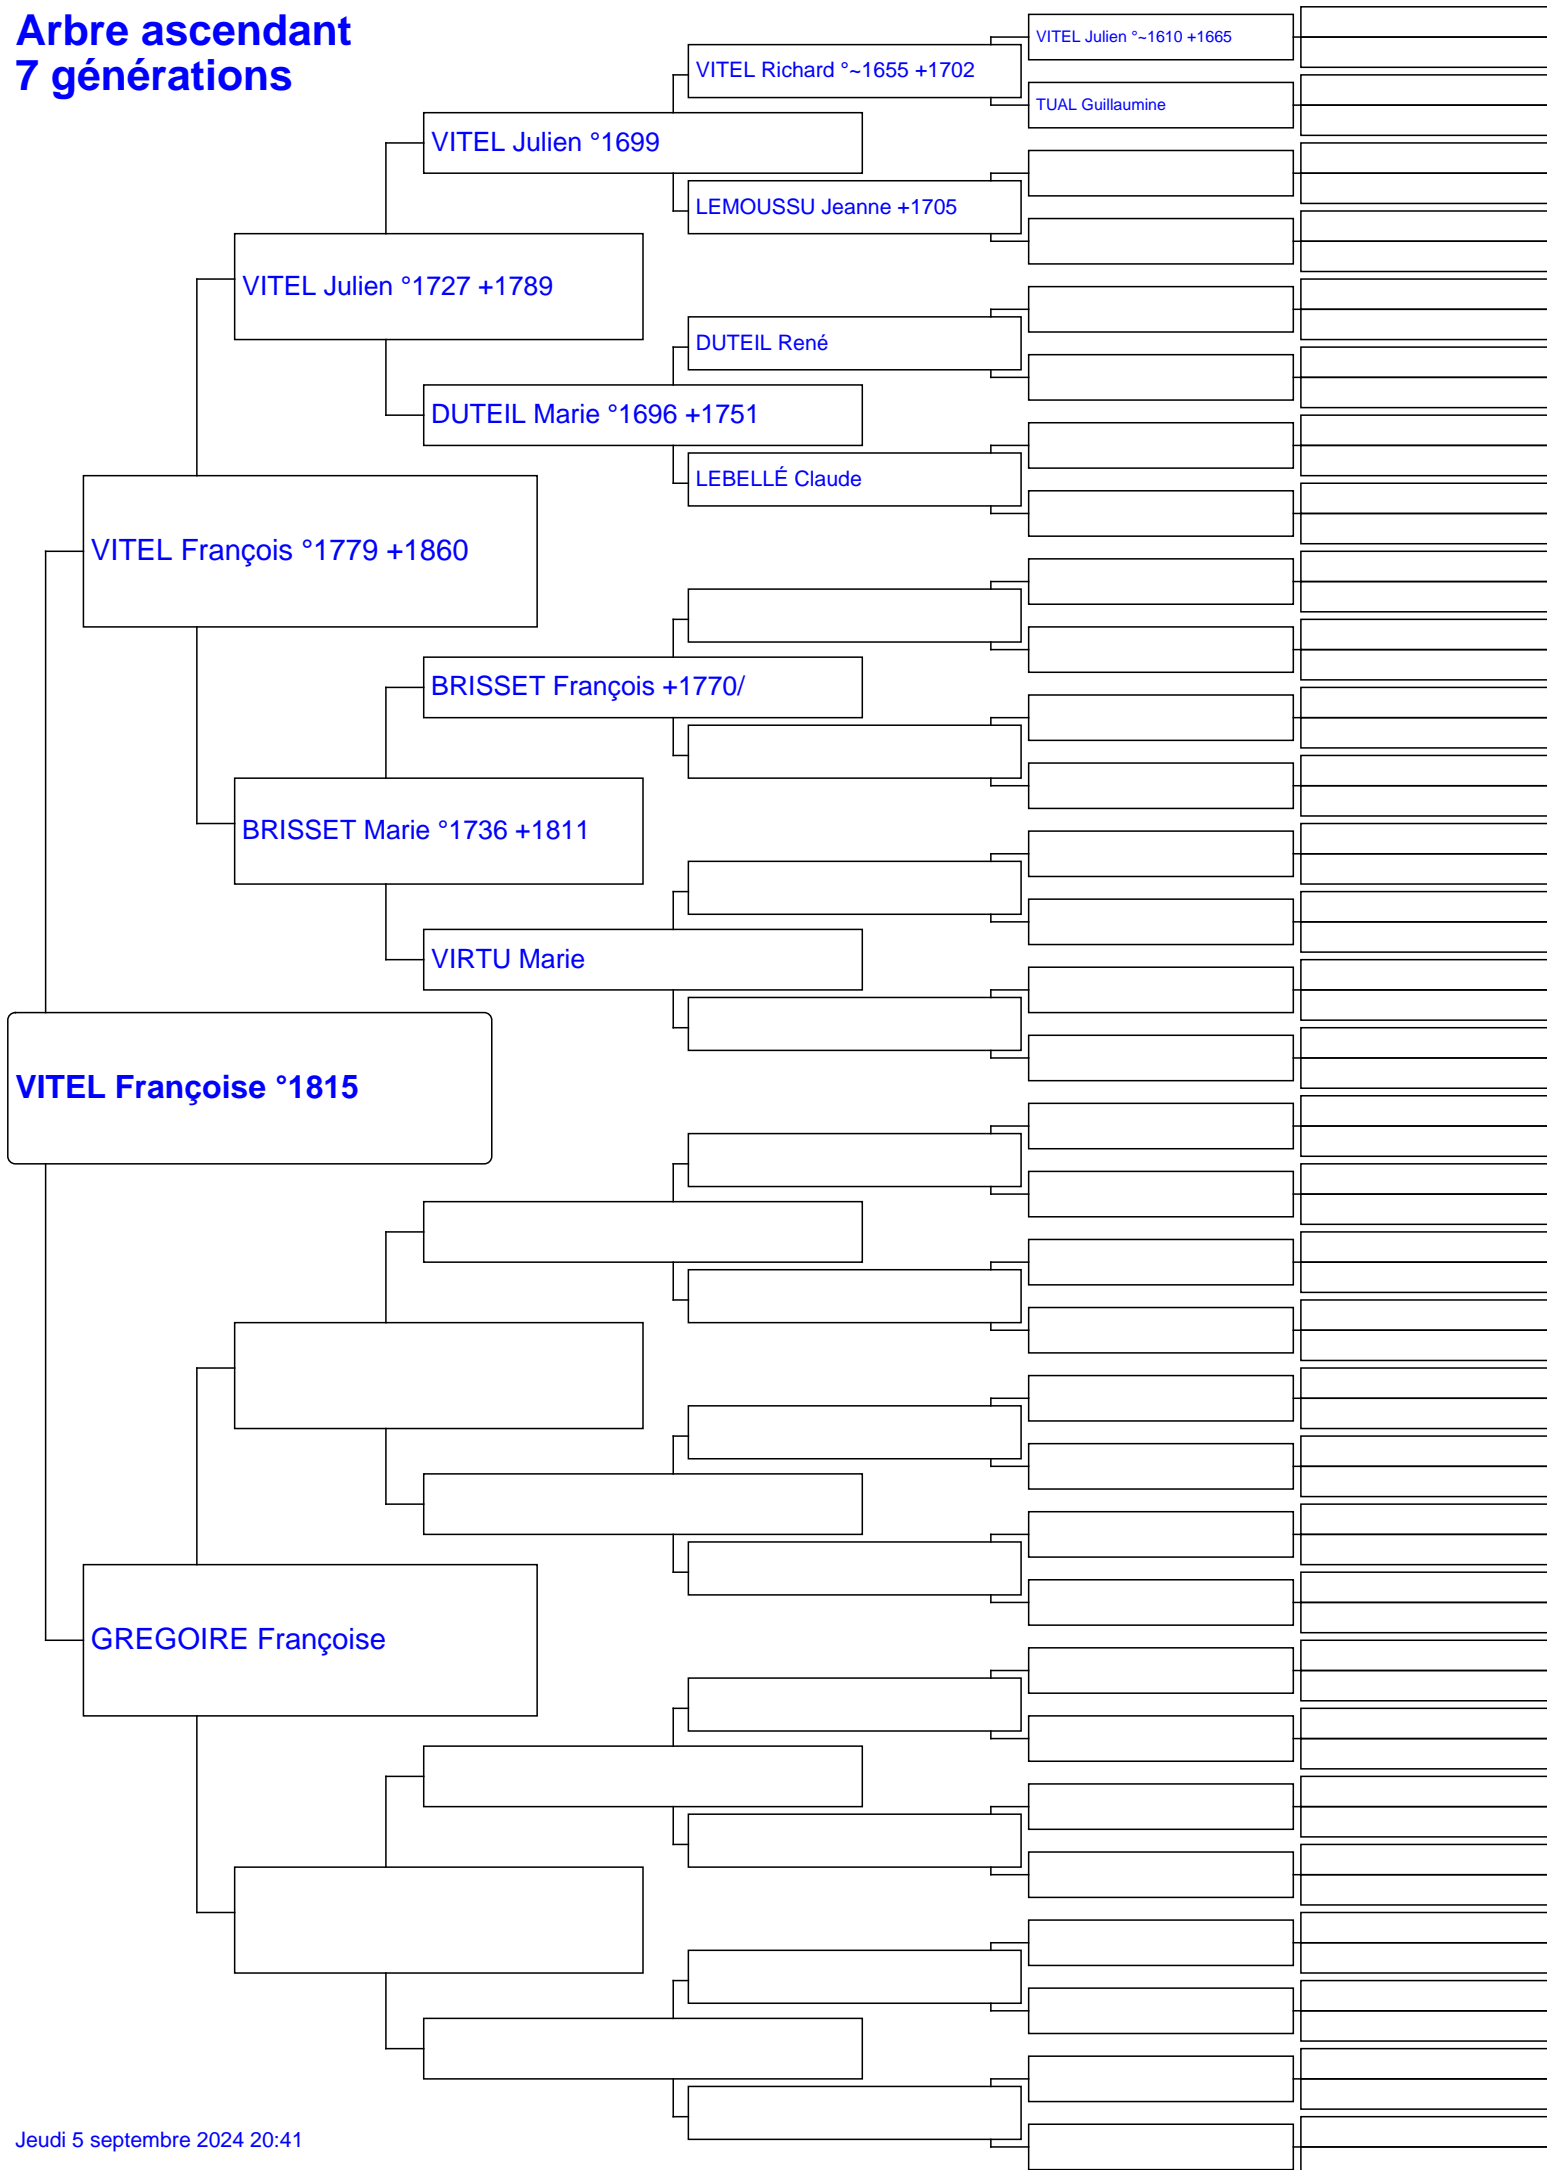 Arbre ascendant
7 générations
VITEL Julien °~1610 +1665
VITEL Richard °~1655 +1702
TUAL Guillaumine
VITEL Julien °1699
LEMOUSSU Jeanne +1705
VITEL Julien °1727 +1789
DUTEIL René
DUTEIL Marie °1696 +1751
LEBELLÉ Claude
VITEL François °1779 +1860
BRISSET François +1770/
BRISSET Marie °1736 +1811
VIRTU Marie
VITEL Françoise °1815
GREGOIRE Françoise
Jeudi 5 septembre 2024 20:41